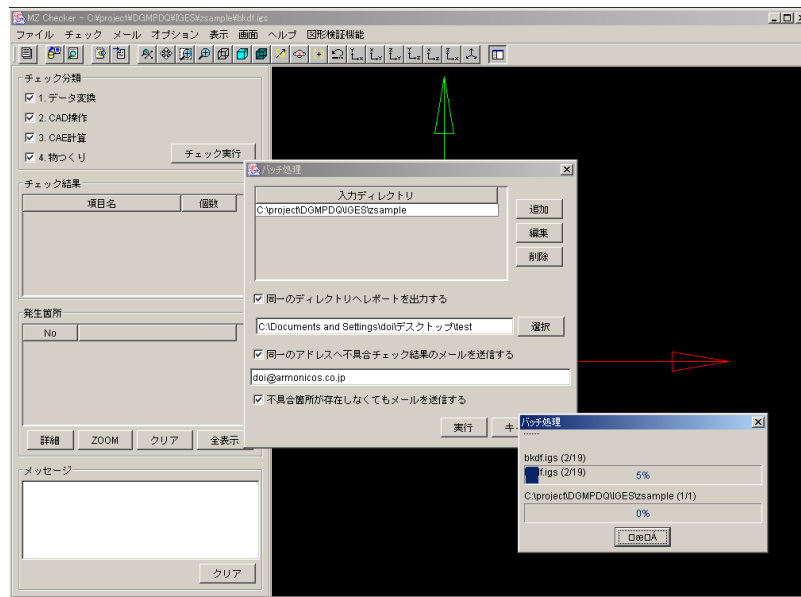 MZ Checker - C:¥project¥DGMPDQ¥IGES¥zsample¥bkdf.igs
ファイル チェック メール オプション 表示 画面 ヘルプ 図形検証機能
チェック分類
1. データ変換
2. CAD操作
3. CAE計算
4. 物つくり
チェック実行
チェック結果
項目名 個数
発生箇所
No
詳細 ZOOM クリア 全表示
メッセージ
クリア
バッチ処理
入力ディレクトリ
C:\project\DGMPDQ\IGES\zsample
追加
編集
削除
同一のディレクトリへレポートを出力する
C:\Documents and Settings\doi\デスクトップ\test
選択
同一のアドレスへ不具合チェック結果のメールを送信する
doi@armonicos.co.jp
不具合箇所が存在しなくてもメールを送信する
実行 キ
バッチ処理
------
bkdf.igs (2/19)
f.igs (2/19)
5%
C:\project\DGMPDQ\IGES\zsample (1/1)
0%
□æ□Á